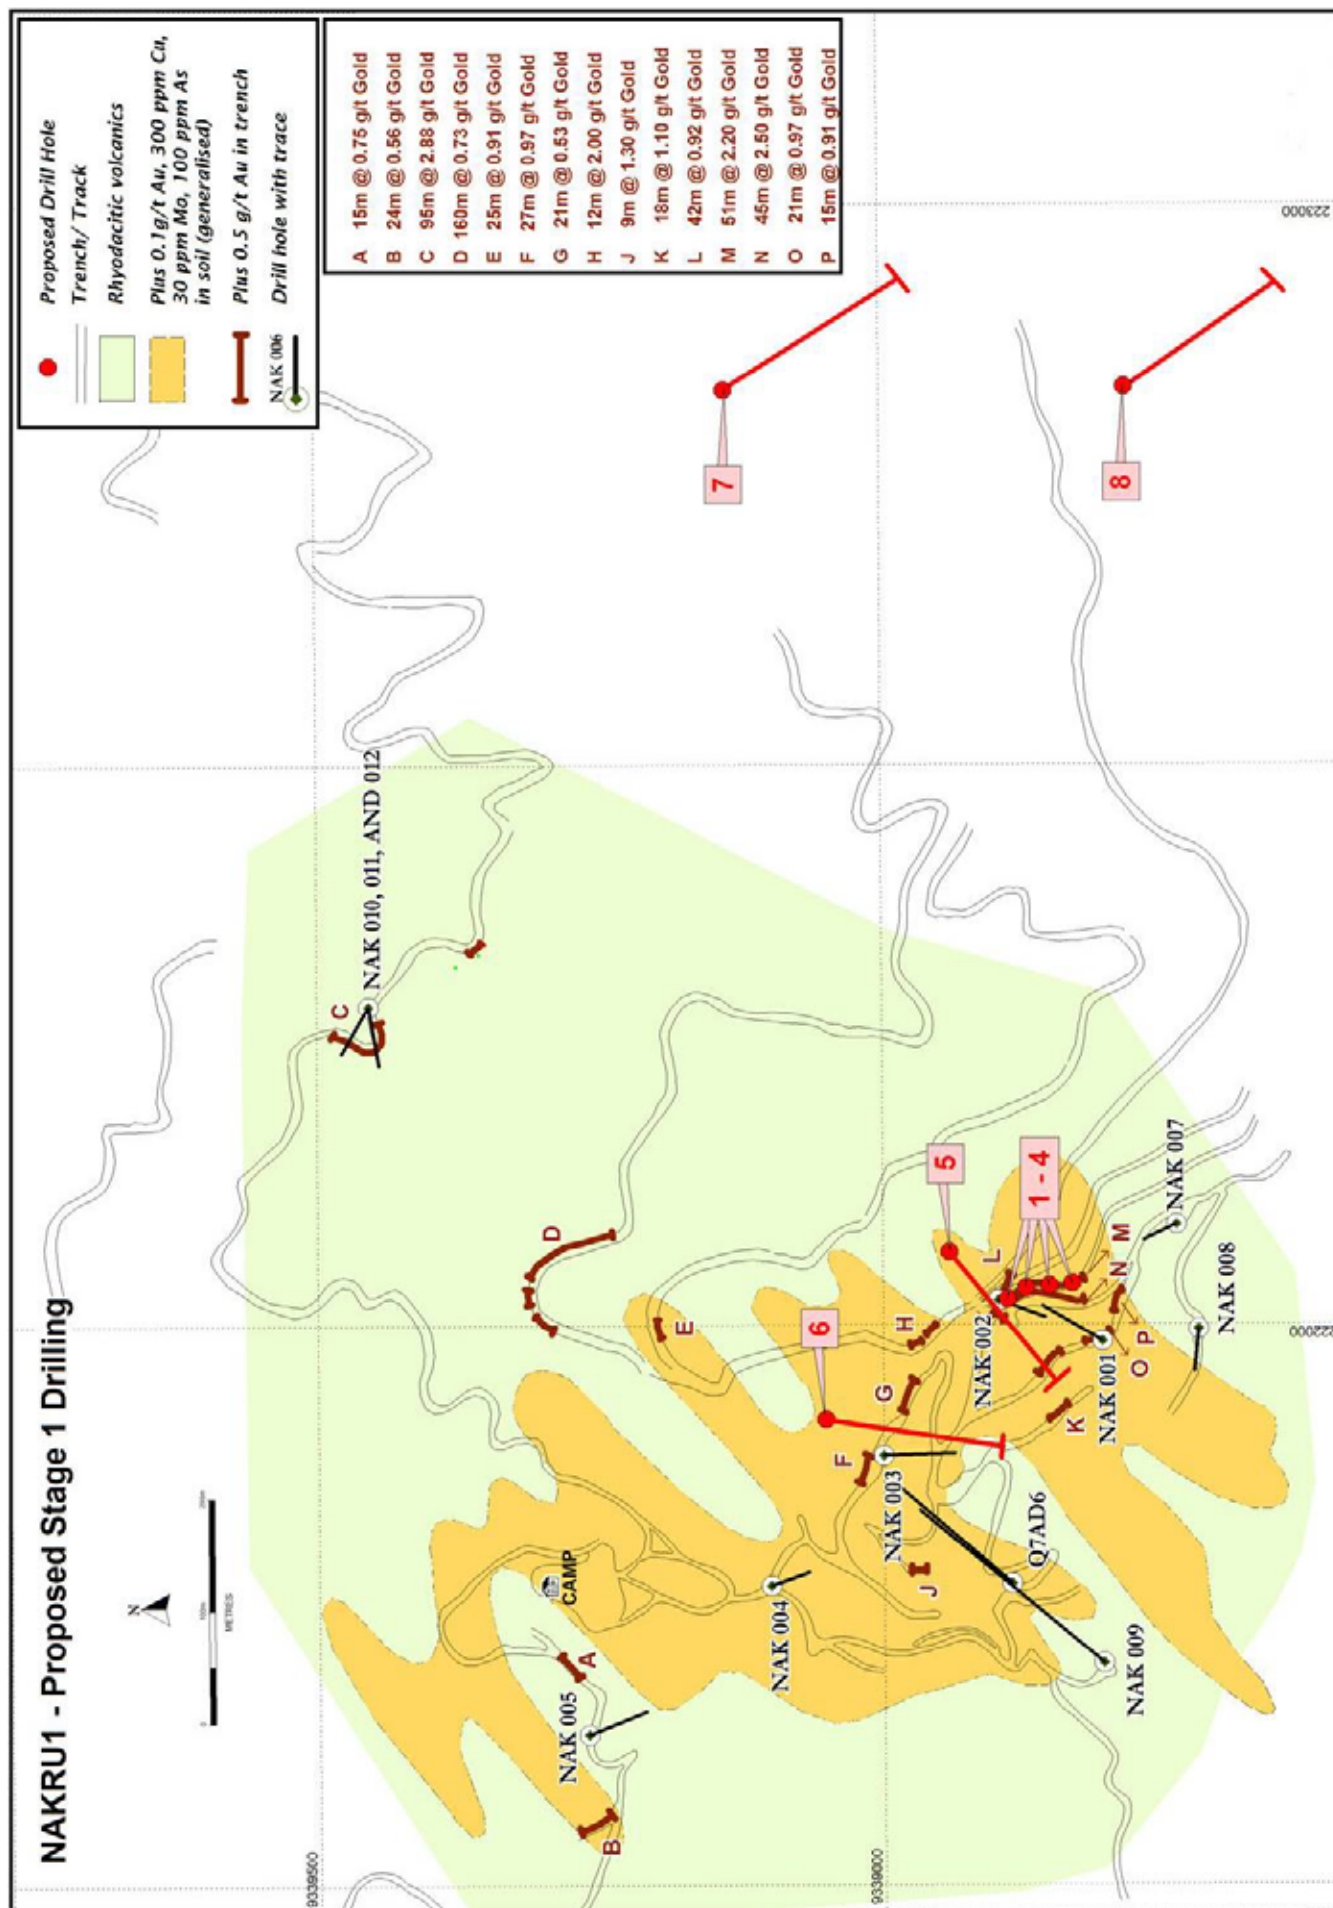 NAKRU1 - Proposed Stage 1 Drilling
N
METRES
Proposed Drill Hole
Trench/ Track
Rhyodacitic volcanics
Plus 0.1g/t Au, 300 ppm Cu,
30 ppm Mo, 100 ppm As
in soil (generalised)
Plus 0.5 g/t Au in trench
NAK 006
Drill hole with trace
A 15m @ 0.75 g/t Gold
B 24m @ 0.56 g/t Gold
C 95m @ 2.88 g/t Gold
D 160m @ 0.73 g/t Gold
E 25m @ 0.91 g/t Gold
F 27m @ 0.97 g/t Gold
G 21m @ 0.53 g/t Gold
H 12m @ 2.00 g/t Gold
J 9m @ 1.30 g/t Gold
K 18m @ 1.10 g/t Gold
L 42m @ 0.92 g/t Gold
M 51m @ 2.20 g/t Gold
N 45m @ 2.50 g/t Gold
O 21m @ 0.97 g/t Gold
P 15m @ 0.91 g/t Gold
9339500
C
NAK 010, 011, AND 012
D
CAMP
A
NAK 005
B
E
7
6
NAK 004
H
G
F
9339000
NAK 003
J
5
L
NAK 002
1 - 4
Q7AD6
K
NAK 001
M
N
P
O
8
NAK 009
NAK 007
NAK 008
223000